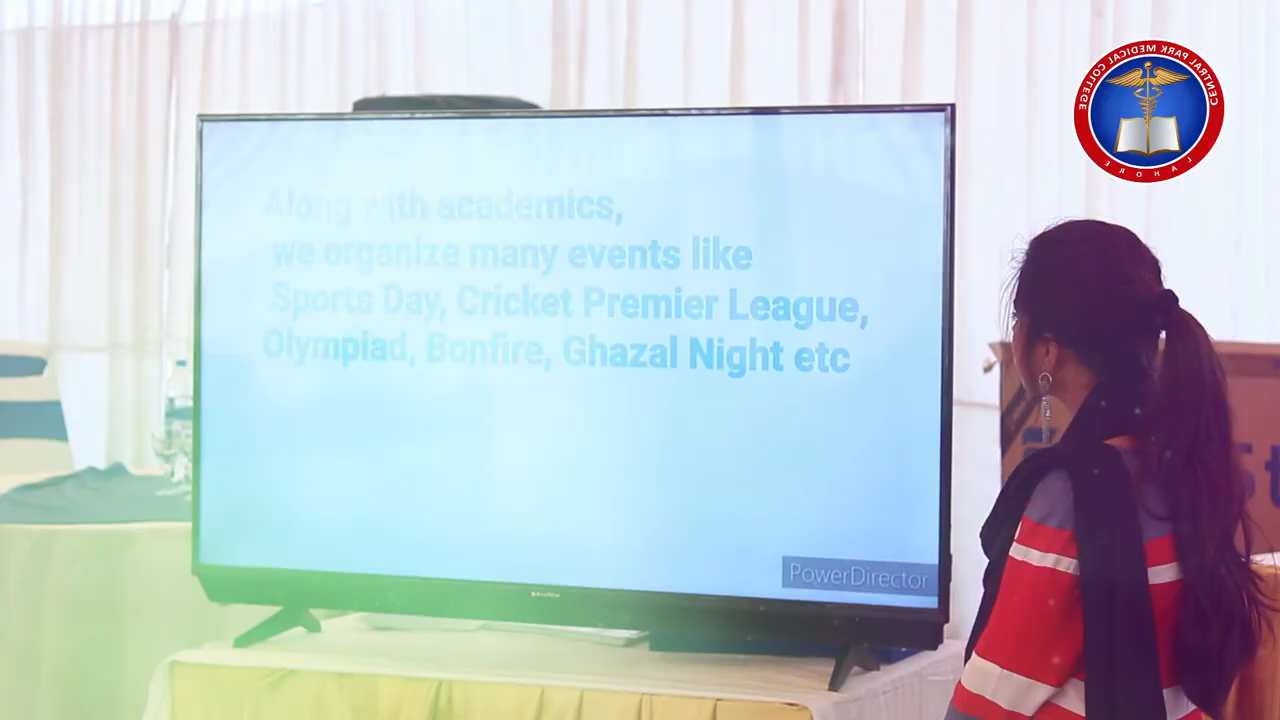 Along with academics,
we organize many events like
Sports Day, Cricket Premier League,
Olympiad, Bonfire, Ghazal Night etc
PowerDirector
CENTRAL PARK MEDICAL COLLEGE
LAHORE